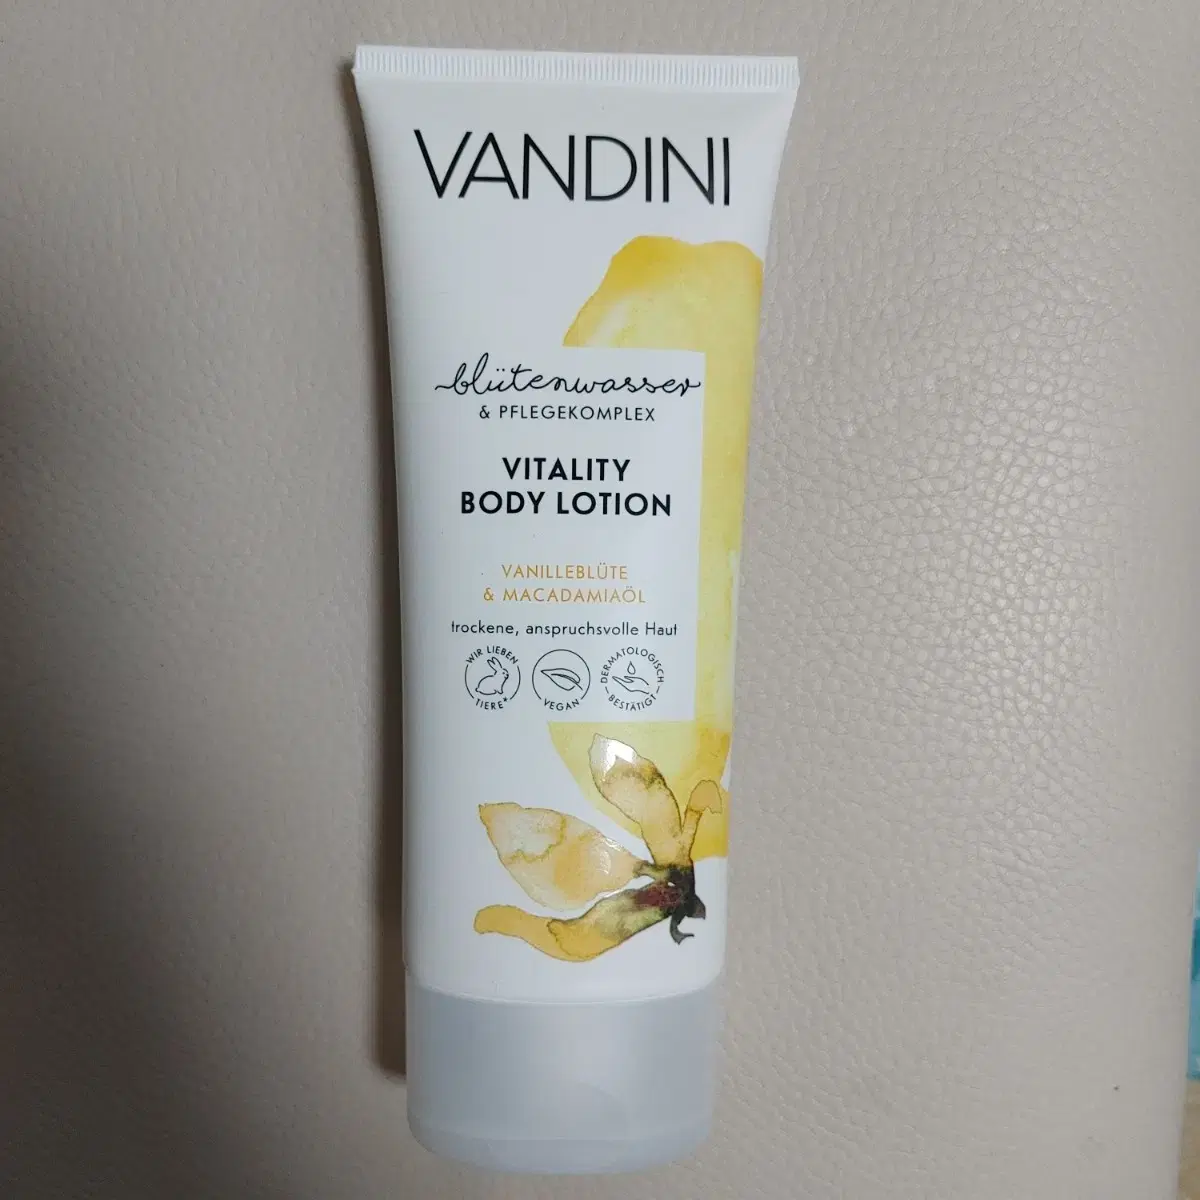 VANDINI
blütenwasser
& PFLEGEKOMPLEX
VITALITY
BODY LOTION
VANILLEBLÜTE
& MACADAMIAÖL
trockene, anspruchsvolle Haut
WIR LIEBEN
TIERE*
VEGAN
DERMATOLOGISCH
BESTÄTIGT